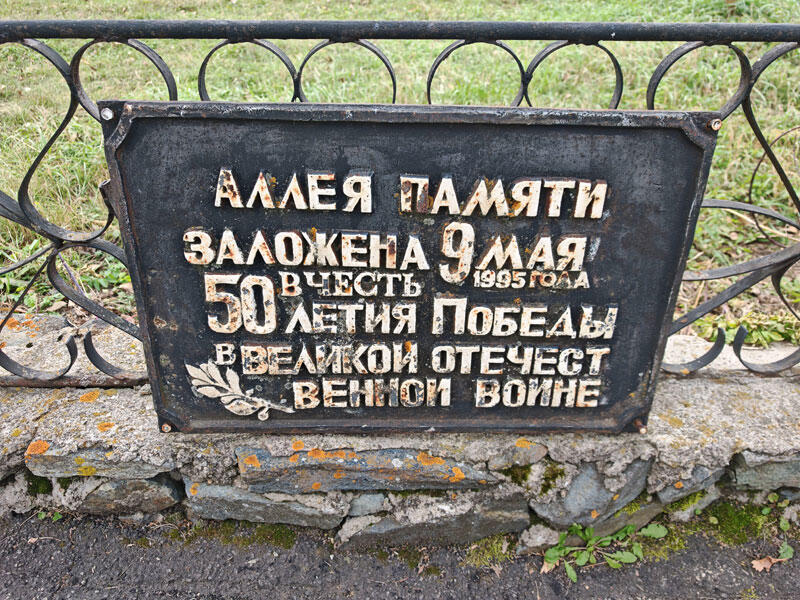 АЛЛЕЯ ПАМЯТИ
ЗАЛОЖЕНА 9 МАЯ
1995 ГОДА
В ЧЕСТЬ
50 ЛЕТИЯ ПОБЕДЫ
В ВЕЛИКОЙ ОТЕЧЕСТ
ВЕННОЙ ВОЙНЕ